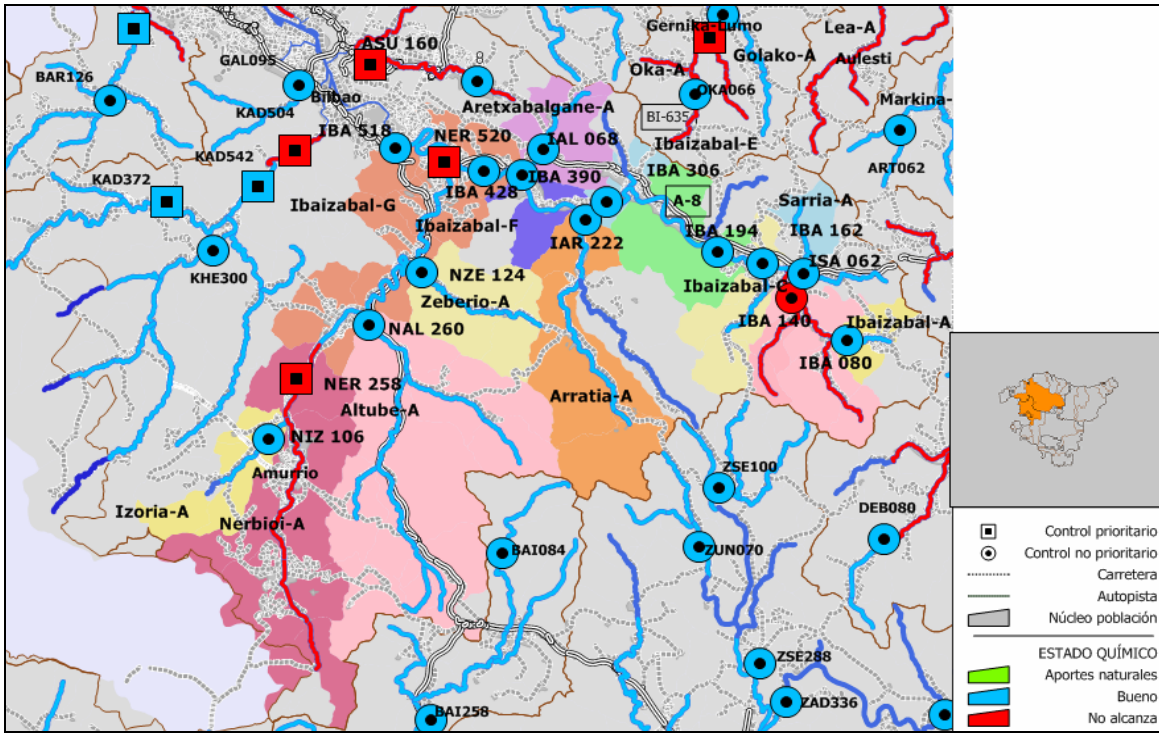 Gernika-Lumo
Lea-A
ASU 160
Golako-A
GAL095
8
Oka-A
Aulesti
BAR126
Bilbao
OKA066
Aretxabalgane-A
Markina-
KAD504
BI-635
IBA 518
NER 520
IAL 068
Ibaizabal-E
KAD542
ART062
KAD372
IBA 428
IBA 390
IBA 306
Ibaizabal-G
A-8
Sarria-A
Ibaizabal-F
IBA 194
IBA 162
IAR 222
KHE300
NZE 124
ISA 062
Zeberio-A
Ibaizabal-C
NAL 260
IBA 140
Ibaizabal-A
IBA 080
NER 258
Altube-A
Arratia-A
NIZ 106
Amurrio
ZSE100
Izoria-A
Nerbioi-A
DEB080
BAI084
ZUN070
ZSE288
BAI258
ZAD336
Control prioritario
Control no prioritario
Carretera
Autopista
Núcleo población
ESTADO QUÍMICO
Aportes naturales
Bueno
No alcanza